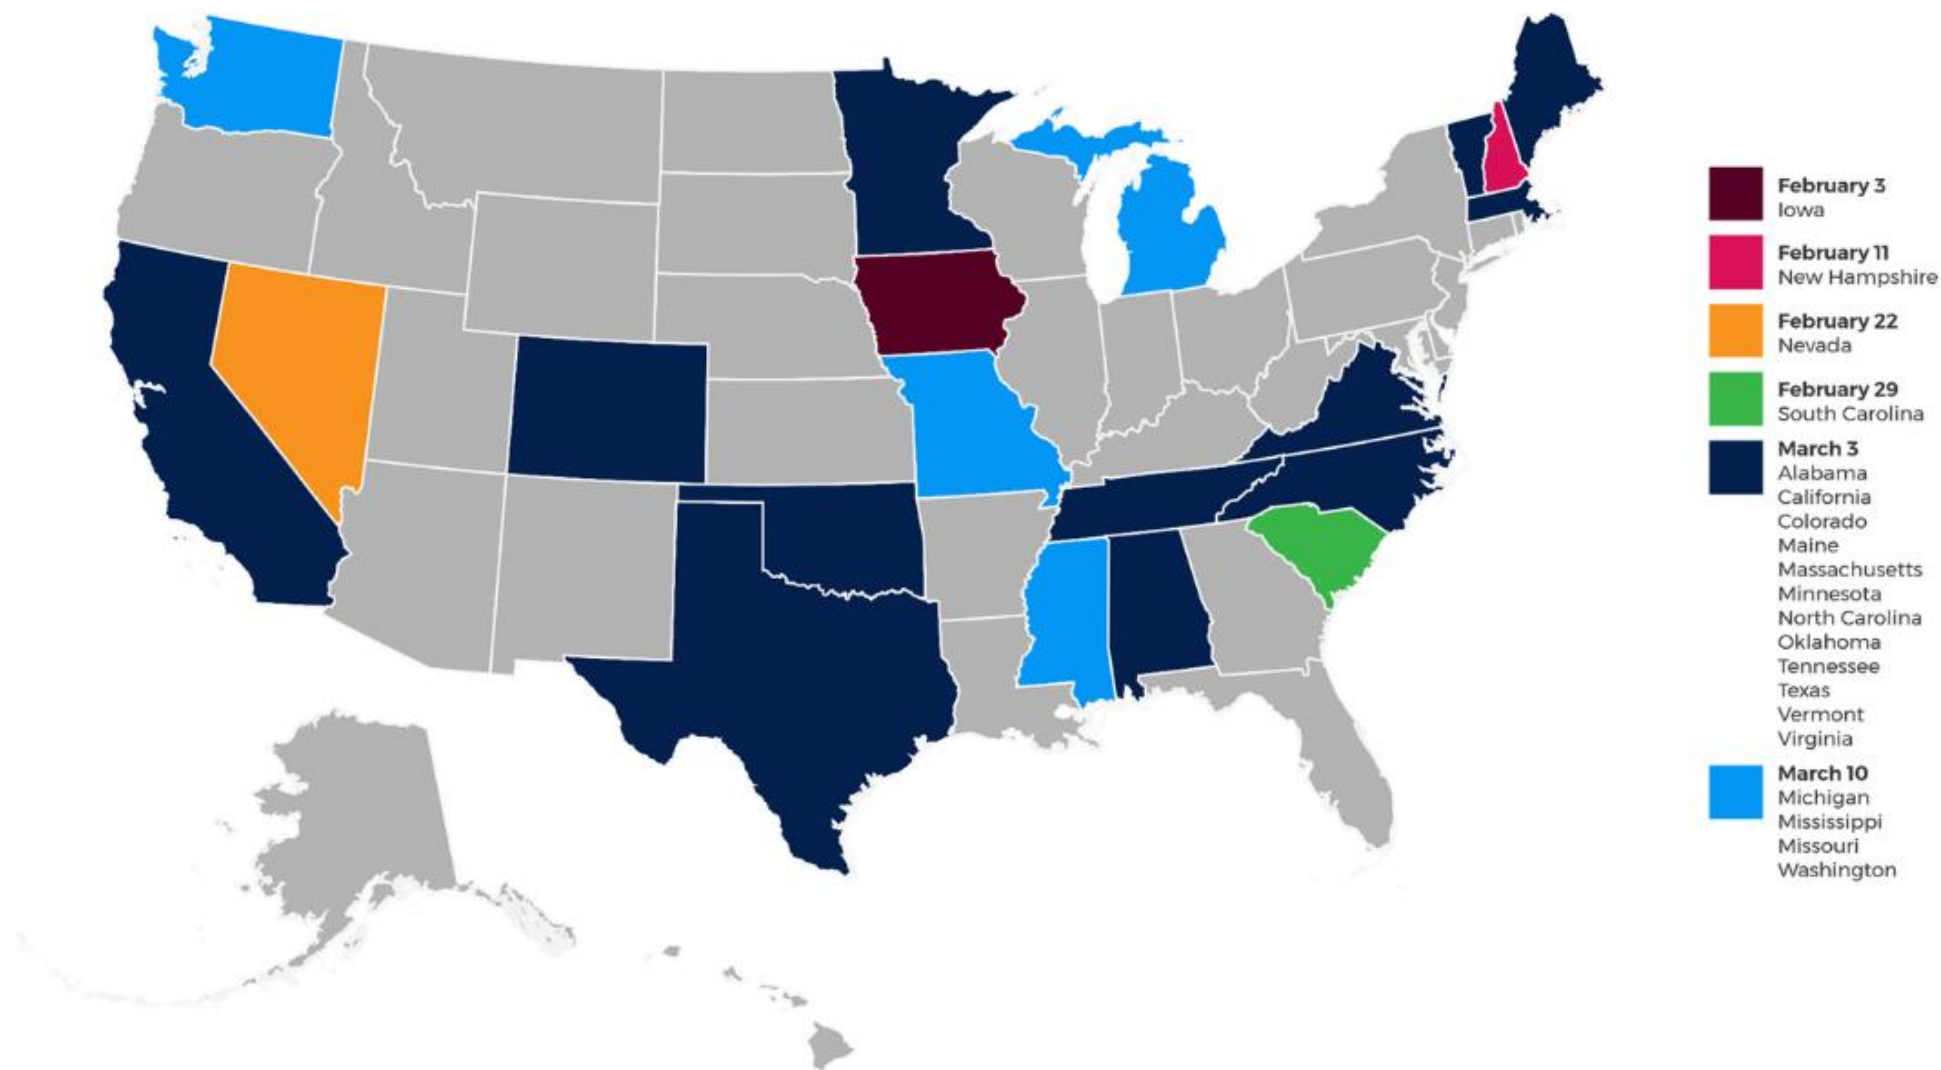 February 3
Iowa
February 11
New Hampshire
February 22
Nevada
February 29
South Carolina
March 3
Alabama
California
Colorado
Maine
Massachusetts
Minnesota
North Carolina
Oklahoma
Tennessee
Texas
Vermont
Virginia
March 10
Michigan
Mississippi
Missouri
Washington